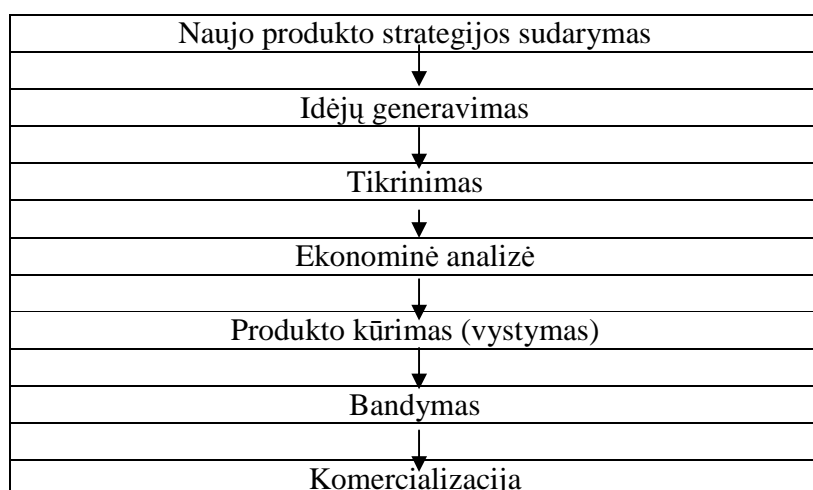 Naujo produkto strategijos sudarymas
Idėjų generavimas
Tikrinimas
Ekonominė analizė
Produkto kūrimas (vystymas)
Bandymas
Komercializacija